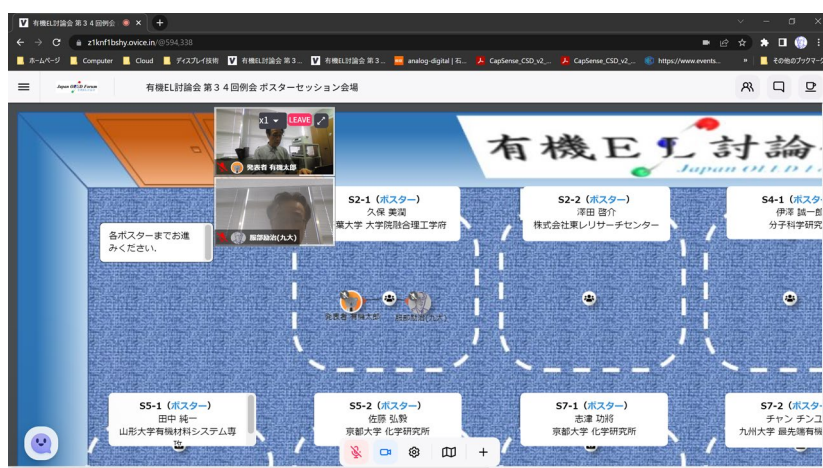 有機EL討論会 第３４回例会
z1knf1bshy.ovice.in/@594,338
ホームページ
Computer
Cloud
ディスプレイ技術
有機EL討論会 第３...
有機EL討論会 第３...
analog-digital | 石...
CapSense_CSD_v2_...
CapSense_CSD_v2_...
https://www.events...
»
その他のブックマーク
Japan OLED Forum
有機EL討論会 第３４回例会 ポスターセッション会場
x1
LEAVE
発表者 有機太郎
服部励治(九大)
有機EL討論
Japan OLED F
各ポスターまでお進
みください．
S2-1（ポスター）
久保 美潤
葉大学 大学院融合理工学府
S2-2（ポスター）
澤田 啓介
株式会社東レリサーチセンター
S4-1（ポスタ
伊澤 誠一郎
分子科学研究
発表者 有機太郎
服部励治(九大)
S5-1（ポスター）
田中 純一
山形大学有機材料システム専
攻
S5-2（ポスター）
佐藤 弘毅
京都大学 化学研究所
S7-1（ポスター）
志津 功將
京都大学 化学研究所
S7-2（ポスタ
チャン チンユ
九州大学 最先端有機